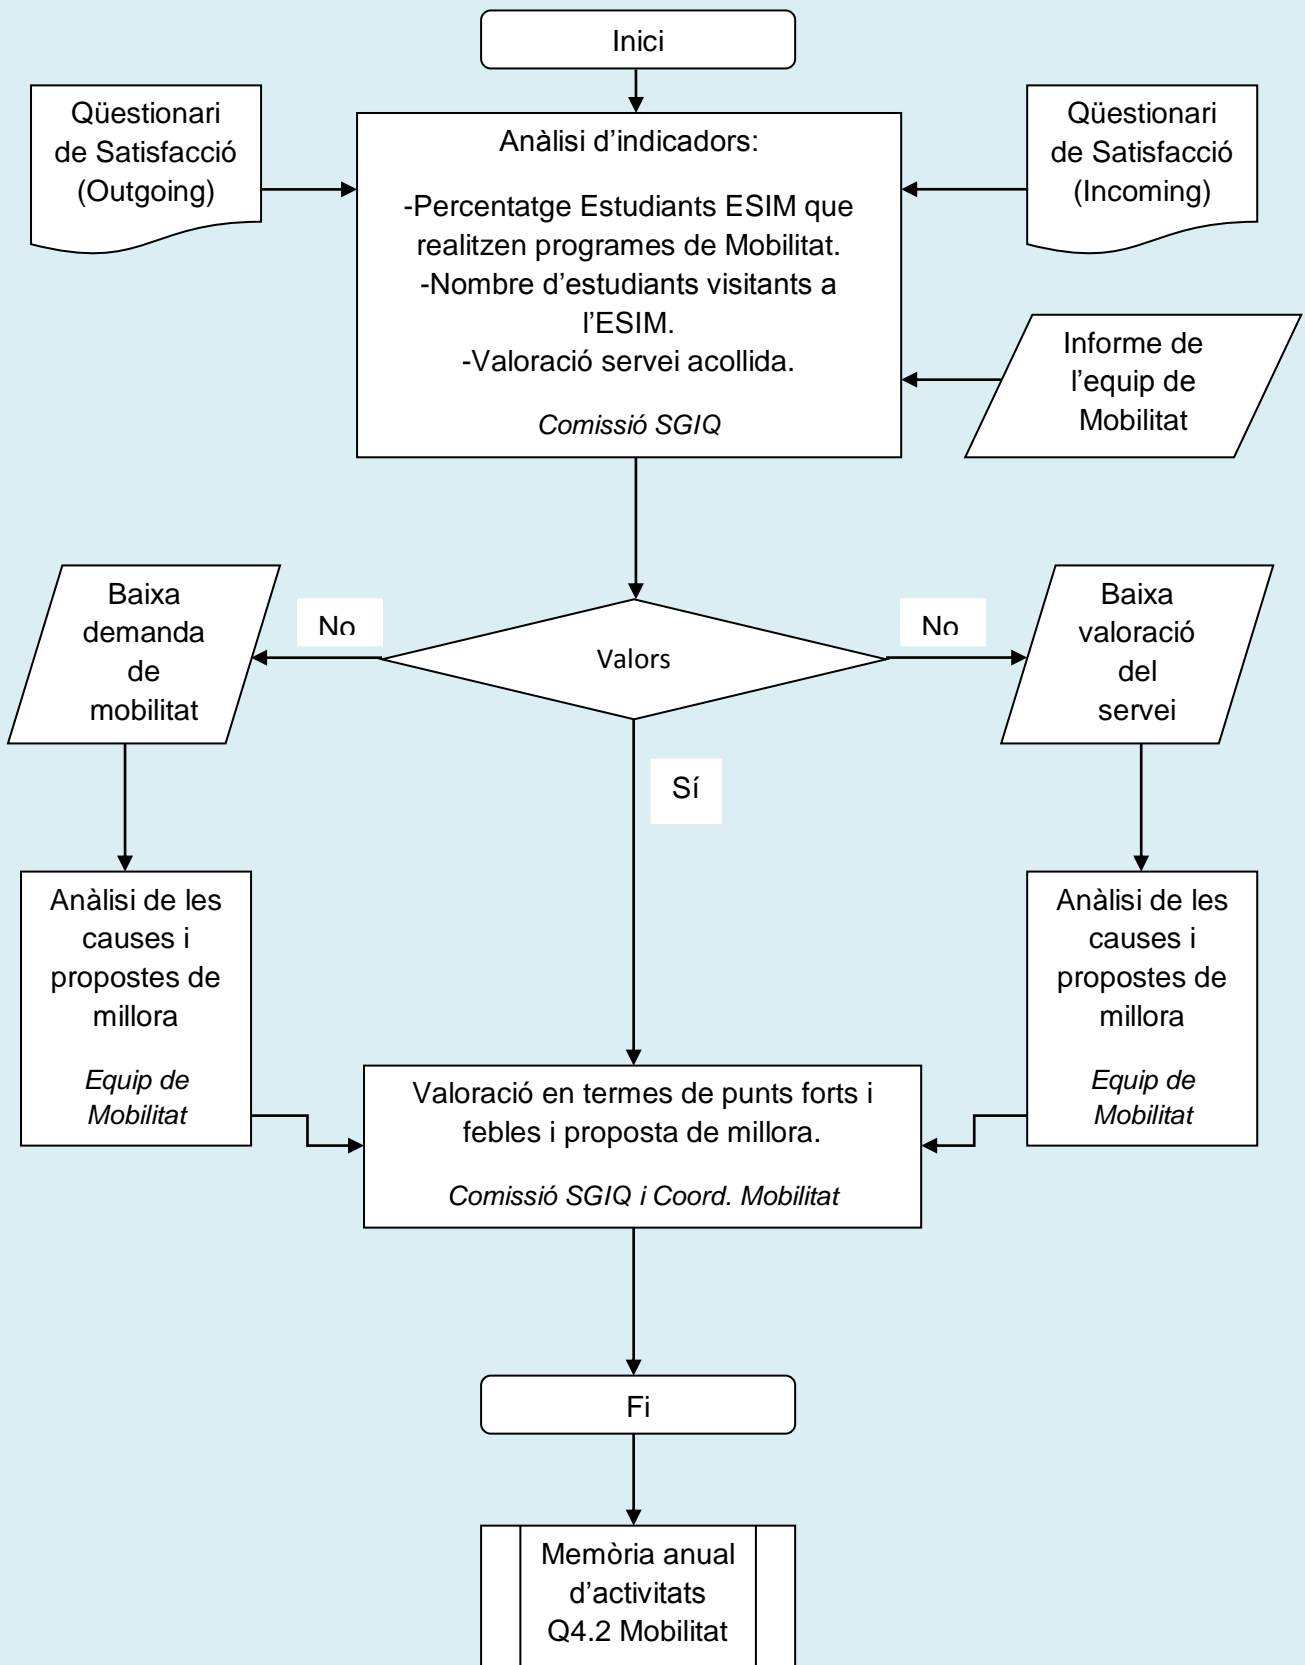 Inici
Qüestionari
de Satisfacció
(Outgoing)
Anàlisi d’indicadors:
-Percentatge Estudiants ESIM que
realitzen programes de Mobilitat.
-Nombre d’estudiants visitants a
l’ESIM.
-Valoració servei acollida.
Comissió SGIQ
Qüestionari
de Satisfacció
(Incoming)
Informe de
l’equip de
Mobilitat
Baixa
demanda
de
mobilitat
No
Valors
No
Baixa
valoració
del
servei
Sí
Anàlisi de les
causes i
propostes de
millora
Equip de
Mobilitat
Valoració en termes de punts forts i
febles i proposta de millora.
Comissió SGIQ i Coord. Mobilitat
Anàlisi de les
causes i
propostes de
millora
Equip de
Mobilitat
Fi
Memòria anual
d’activitats
Q4.2 Mobilitat